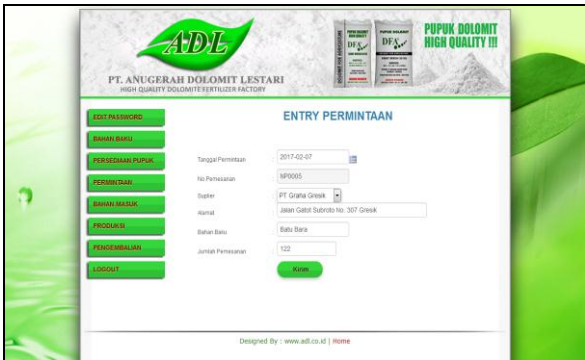 ADL
PT. ANUGERAH DOLOMIT LESTARI
HIGH QUALITY DOLOMITE FERTILIZER FACTORY
PUPUK DOLOMIT
HIGH QUALITY !!!
ENTRY PERMINTAAN
EDIT PASSWORD
BAHAN BAKU
PERSEDIAAN PUPUK
PERMINTAAN
BAHAN MASUK
PRODUKSI
PENGEMBALIAN
LOGOUT
Tanggal Permintaan : 2017-02-07
No Pemesanan : NP0005
Suplier : PT Graha Gresik
Alamat : Jalan Gatot Subroto No. 307 Gresik
Bahan Baku : Batu Bara
Jumlah Pemesanan : 122
Kirim
Designed By : www.adl.co.id | Home